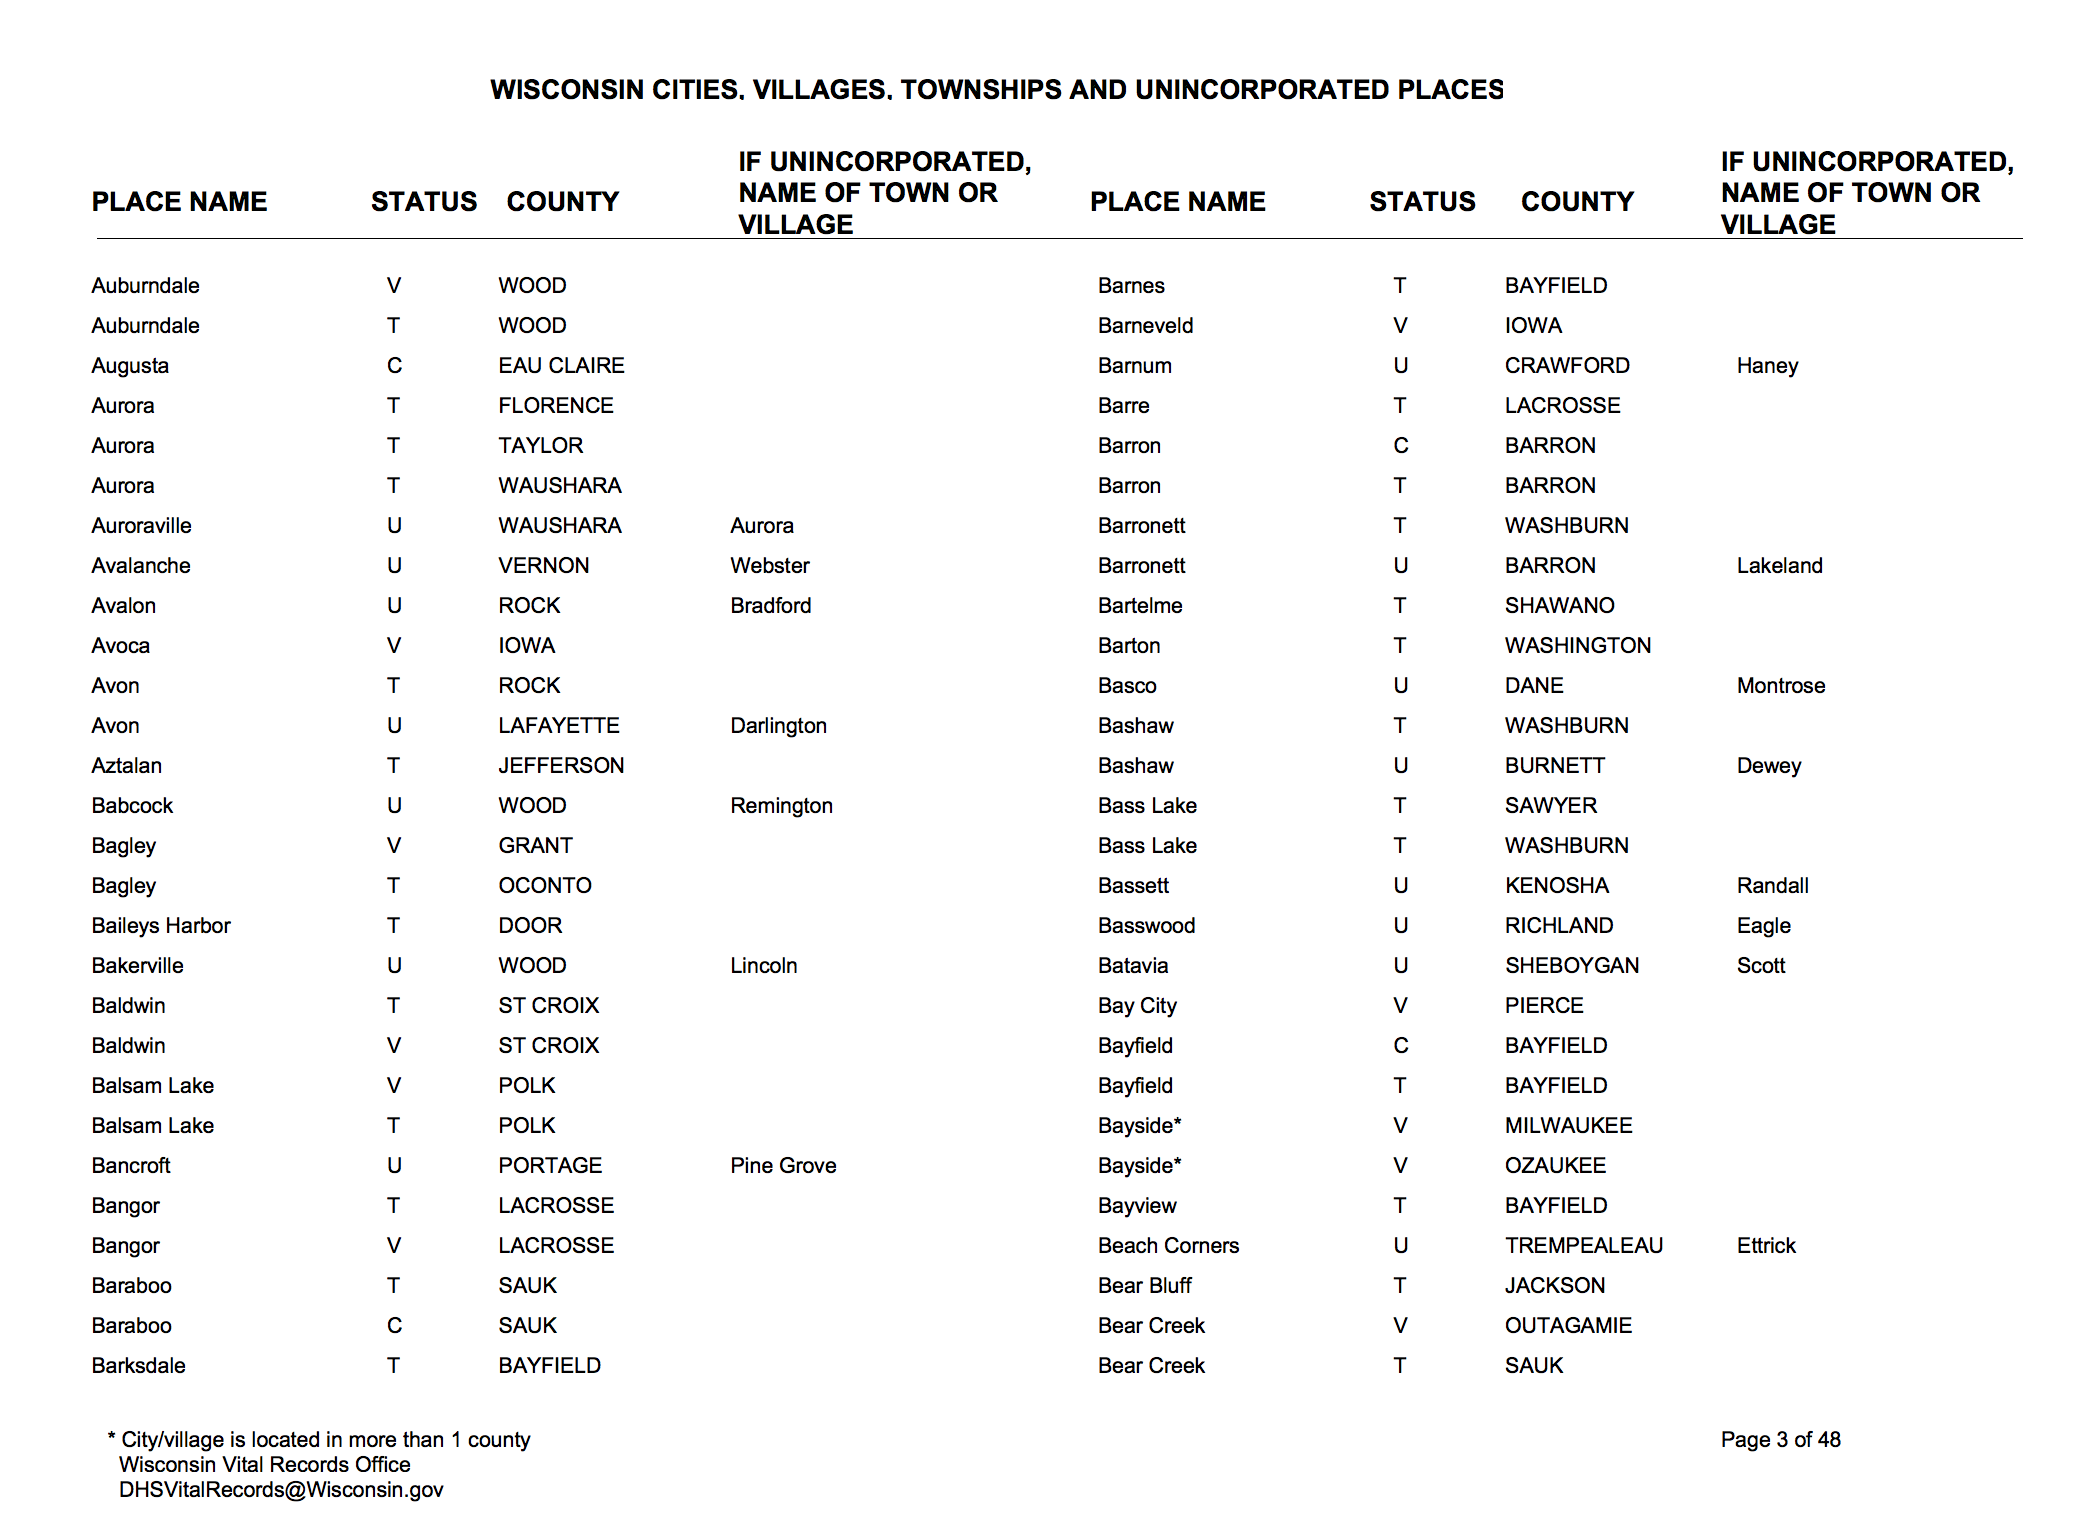 WISCONSIN CITIES, VILLAGES, TOWNSHIPS AND UNINCORPORATED PLACES
PLACE NAME STATUS COUNTY IF UNINCORPORATED, NAME OF TOWN OR VILLAGE PLACE NAME STATUS COUNTY IF UNINCORPORATED, NAME OF TOWN OR VILLAGE
Auburndale V WOOD Barnes T BAYFIELD
Auburndale T WOOD Barneveld V IOWA
Augusta C EAU CLAIRE Barnum U CRAWFORD Haney
Aurora T FLORENCE Barre T LACROSSE
Aurora T TAYLOR Barron C BARRON
Aurora T WAUSHARA Barron T BARRON
Auroraville U WAUSHARA Aurora Barronett T WASHBURN
Avalanche U VERNON Webster Barronett U BARRON Lakeland
Avalon U ROCK Bradford Bartelme T SHAWANO
Avoca V IOWA Barton T WASHINGTON
Avon T ROCK Basco U DANE Montrose
Avon U LAFAYETTE Darlington Bashaw T WASHBURN
Aztalan T JEFFERSON Bashaw U BURNETT Dewey
Babcock U WOOD Remington Bass Lake T SAWYER
Bagley V GRANT Bass Lake T WASHBURN
Bagley T OCONTO Bassett U KENOSHA Randall
Baileys Harbor T DOOR Basswood U RICHLAND Eagle
Bakerville U WOOD Lincoln Batavia U SHEBOYGAN Scott
Baldwin T ST CROIX Bay City V PIERCE
Baldwin V ST CROIX Bayfield C BAYFIELD
Balsam Lake V POLK Bayfield T BAYFIELD
Balsam Lake T POLK Bayside* V MILWAUKEE
Bancroft U PORTAGE Pine Grove Bayside* V OZAUKEE
Bangor T LACROSSE Bayview T BAYFIELD
Bangor V LACROSSE Beach Corners U TREMPEALEAU Ettrick
Baraboo T SAUK Bear Bluff T JACKSON
Baraboo C SAUK Bear Creek V OUTAGAMIE
Barksdale T BAYFIELD Bear Creek T SAUK
* City/village is located in more than 1 county Page 3 of 48
Wisconsin Vital Records Office
DHSVitalRecords@Wisconsin.gov